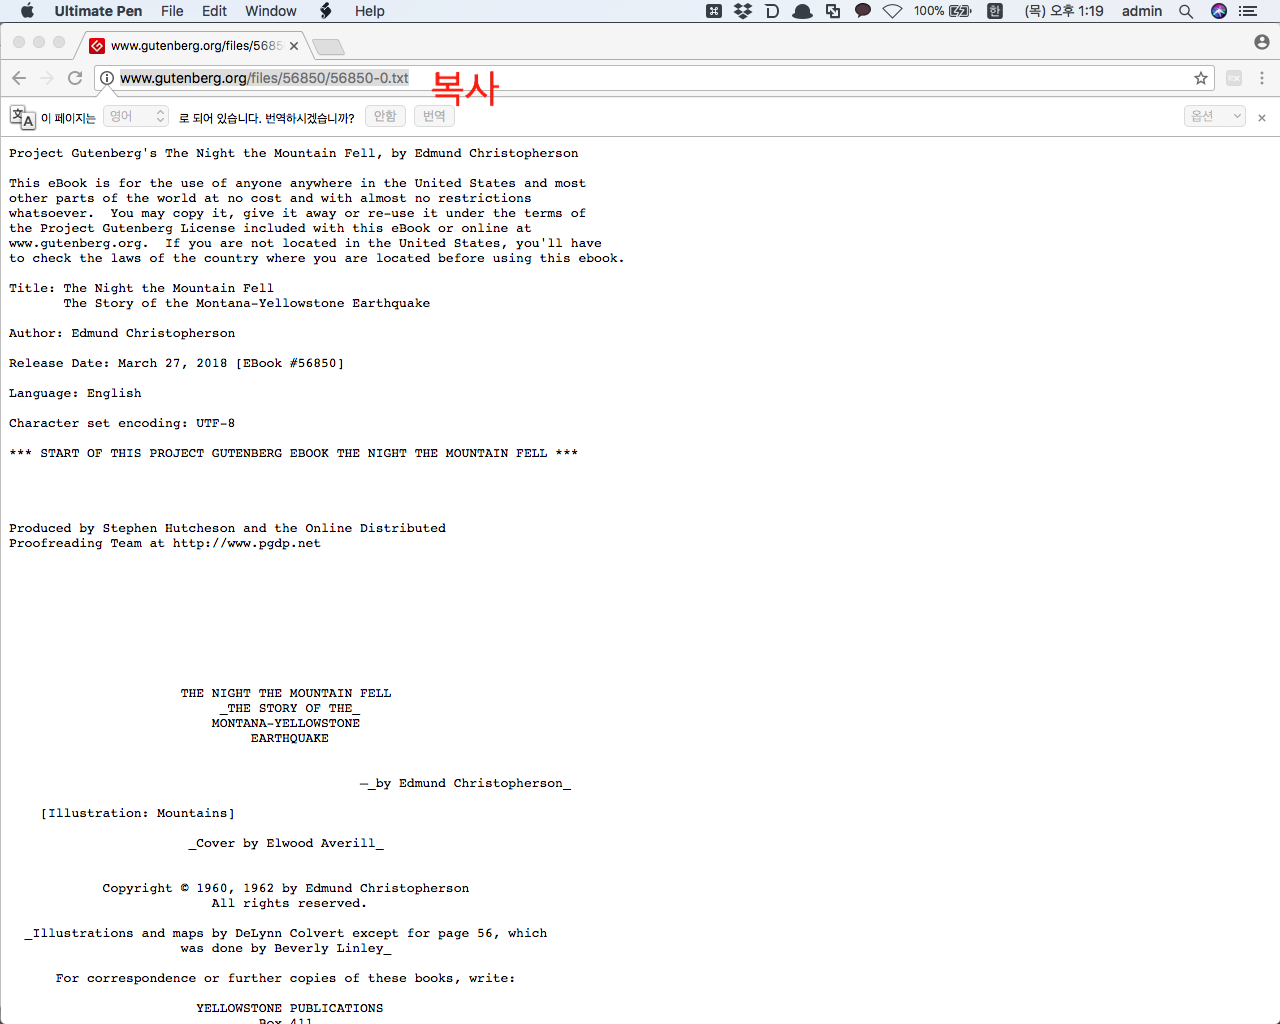 Ultimate Pen File Edit Window Help 100% 한 (목) 오후 1:19 admin
www.gutenberg.org/files/5685
www.gutenberg.org/files/56850/56850-0.txt
복사
이 페이지는 영어 로 되어 있습니다. 번역하시겠습니까? 안함 번역 옵션
Project Gutenberg's The Night the Mountain Fell, by Edmund Christopherson
This eBook is for the use of anyone anywhere in the United States and most
other parts of the world at no cost and with almost no restrictions
whatsoever.  You may copy it, give it away or re-use it under the terms of
the Project Gutenberg License included with this eBook or online at
www.gutenberg.org.  If you are not located in the United States, you'll have
to check the laws of the country where you are located before using this ebook.
Title: The Night the Mountain Fell
The Story of the Montana-Yellowstone Earthquake
Author: Edmund Christopherson
Release Date: March 27, 2018 [EBook #56850]
Language: English
Character set encoding: UTF-8
*** START OF THIS PROJECT GUTENBERG EBOOK THE NIGHT THE MOUNTAIN FELL ***
Produced by Stephen Hutcheson and the Online Distributed
Proofreading Team at http://www.pgdp.net
THE NIGHT THE MOUNTAIN FELL
_THE STORY OF THE_
MONTANA-YELLOWSTONE
EARTHQUAKE
—_by Edmund Christopherson_
[Illustration: Mountains]
_Cover by Elwood Averill_
Copyright © 1960, 1962 by Edmund Christopherson
All rights reserved.
_Illustrations and maps by DeLynn Colvert except for page 56, which
was done by Beverly Linley_
For correspondence or further copies of these books, write:
YELLOWSTONE PUBLICATIONS
Box 411